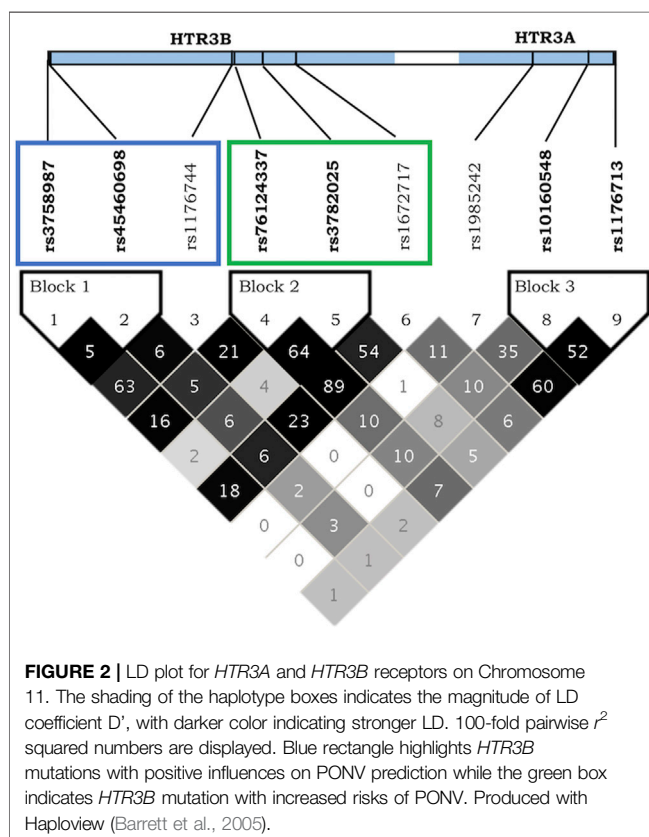 HTR3B HTR3A
rs3758987 rs45460698 rs1176744 rs76124337 rs3782025 rs1672717 rs1985242 rs10160548 rs1176713
Block 1 Block 2 Block 3
1 2 3 4 5 6 7 8 9
5 6 21 64 54 11 35 52
63 5 4 89 1 10 60
16 6 23 10 8 6
2 6 0 10 5
18 2 0 7
0 3 2
0 1
1
FIGURE 2 | LD plot for HTR3A and HTR3B receptors on Chromosome
11. The shading of the haplotype boxes indicates the magnitude of LD
coefficient D’, with darker color indicating stronger LD. 100-fold pairwise r²
squared numbers are displayed. Blue rectangle highlights HTR3B
mutations with positive influences on PONV prediction while the green box
indicates HTR3B mutation with increased risks of PONV. Produced with
Haploview (Barrett et al., 2005).